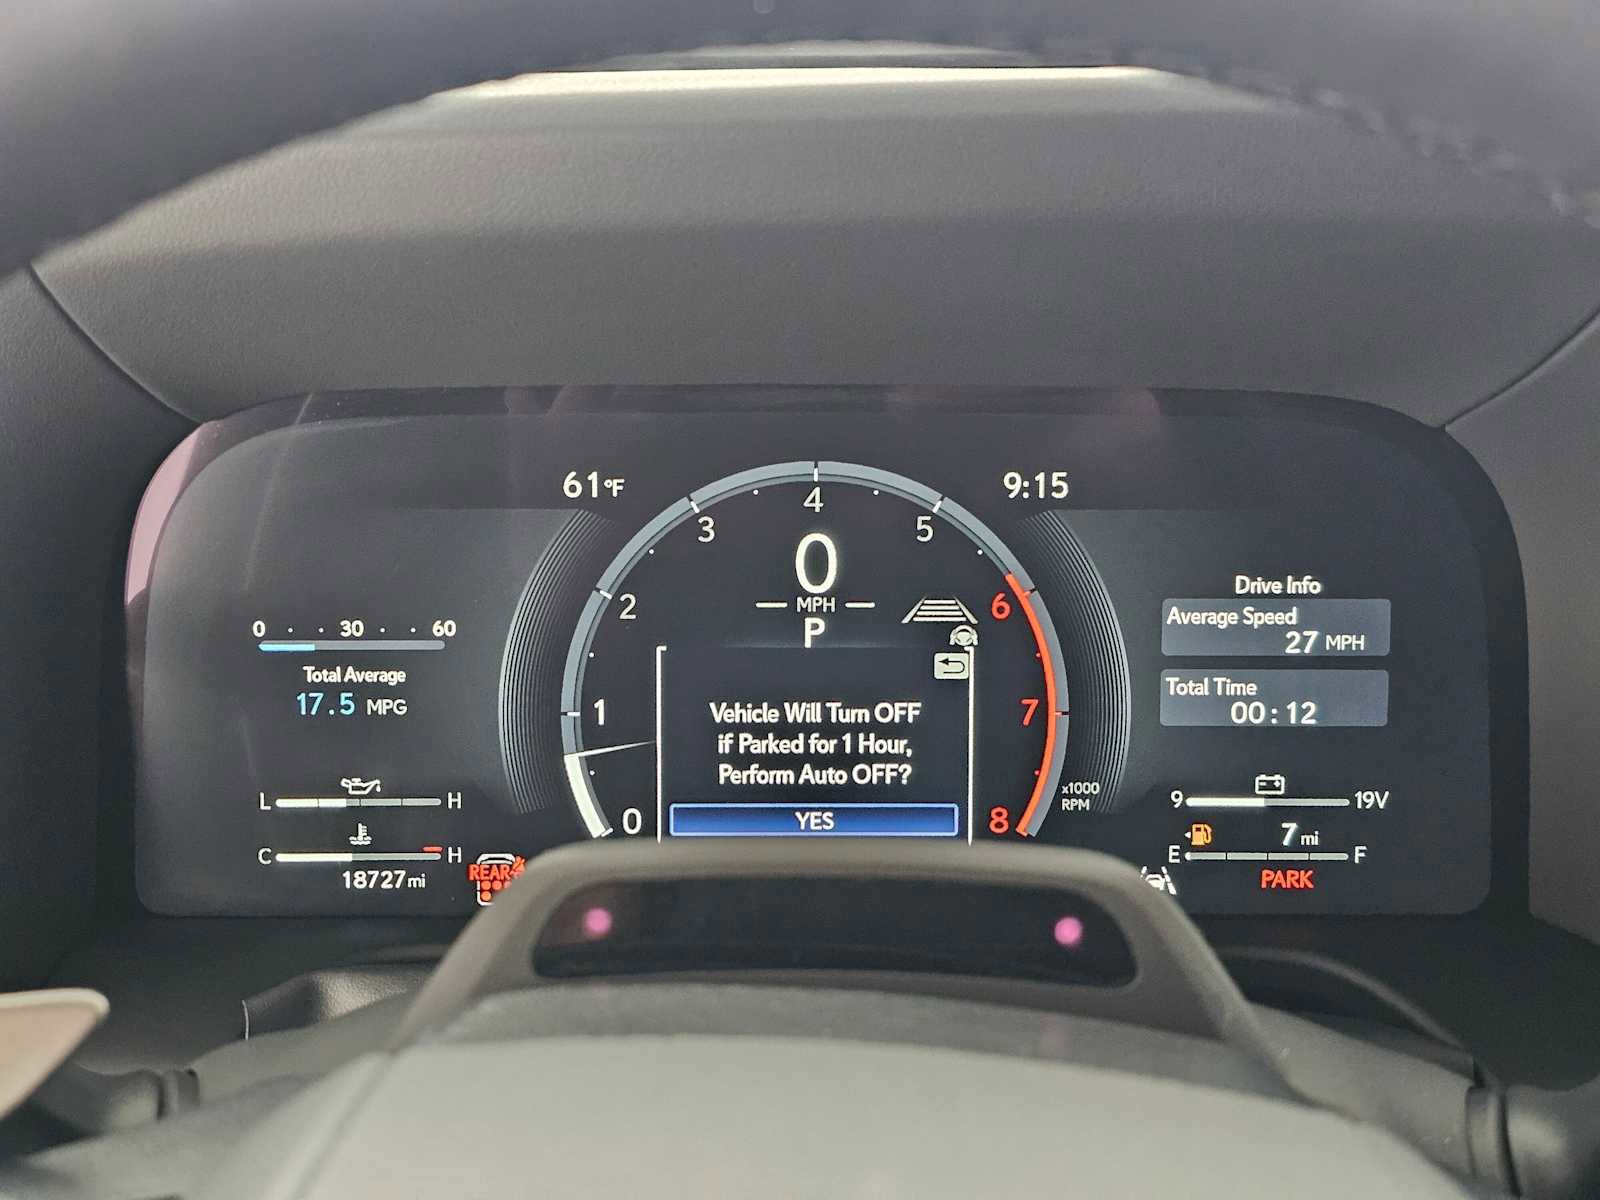 61°F
9:15
0 30 60
Total Average
17.5 MPG
L H
C H
18727 mi
REAR
0
1
2
3
4
5
6
7
8
x1000
RPM
0
MPH
P
Vehicle Will Turn OFF
if Parked for 1 Hour,
Perform Auto OFF?
YES
Drive Info
Average Speed
27 MPH
Total Time
00:12
9 19V
7 mi
E F
PARK